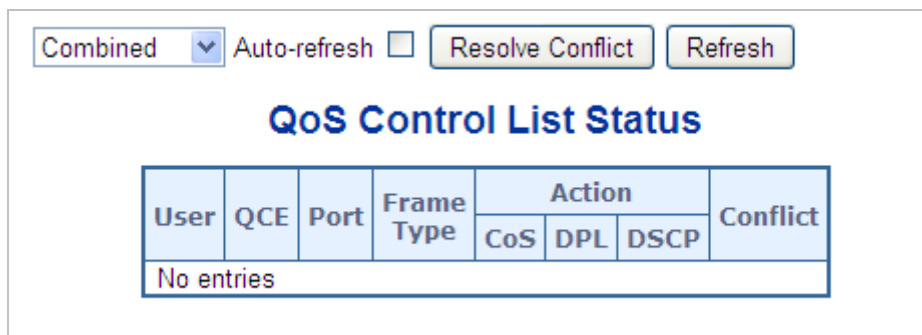 Combined Auto-refresh Resolve Conflict Refresh
QoS Control List Status
User QCE Port Frame Type Action Conflict
CoS DPL DSCP
No entries